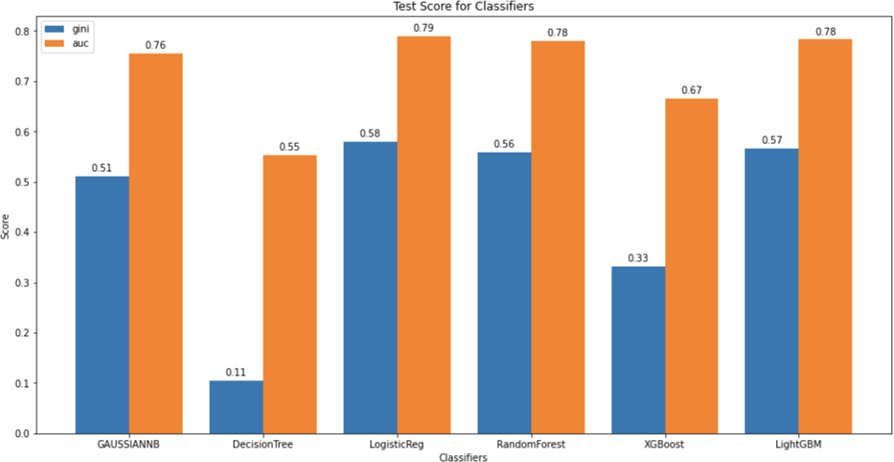 Test Score for Classifiers
gini
auc
0.8
0.7
0.6
0.5
0.4
0.3
0.2
0.1
0.0
Score
0.51
0.76
0.11
0.55
0.58
0.79
0.56
0.78
0.33
0.67
0.57
0.78
GAUSSIANNB
DecisionTree
LogisticReg
RandomForest
XGBoost
LightGBM
Classifiers